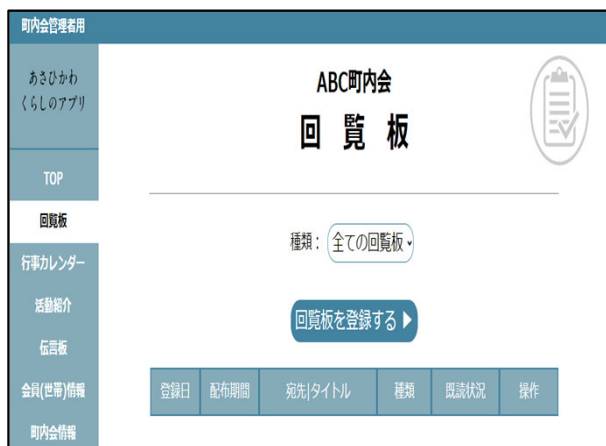 町内会管理者用
あさひかわ
くらしのアプリ
TOP
回覧板
行事カレンダー
活動紹介
伝言板
会員(世帯)情報
町内会情報
ABC町内会
回 覧 板
種類： 全ての回覧板
回覧板を登録する ▶
登録日 配布期間 宛先|タイトル 種類 既読状況 操作